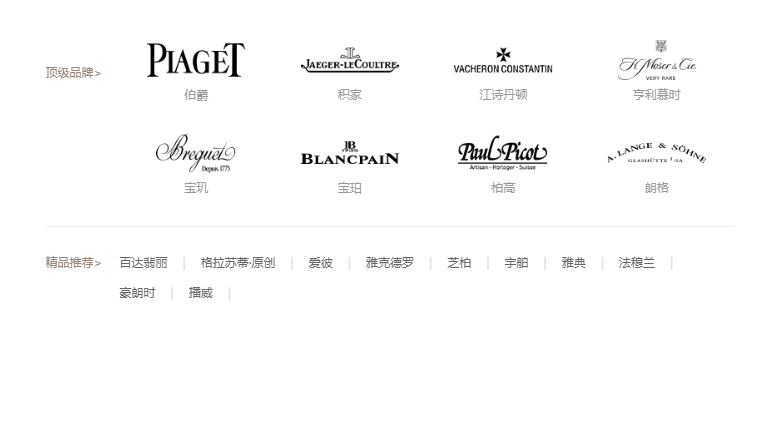 顶级品牌>
PIAGET
JAEGER-LECOULTRE
VACHERON CONSTANTIN
H. Moser & Cie.
VERY RARE
伯爵
积家
江诗丹顿
亨利慕时
Breguet
Depuis 1775
JB
1735
BLANCPAIN
Paul Picot
Artisan - Horloger - Suisse
A. LANGE & SÖHNE
GLASHÜTTE I/SA
宝玑
宝珀
柏高
朗格
精品推荐> 百达翡丽 | 格拉苏蒂·原创 | 爱彼 | 雅克德罗 | 芝柏 | 宇舶 | 雅典 | 法穆兰 |
豪朗时 | 播威 |